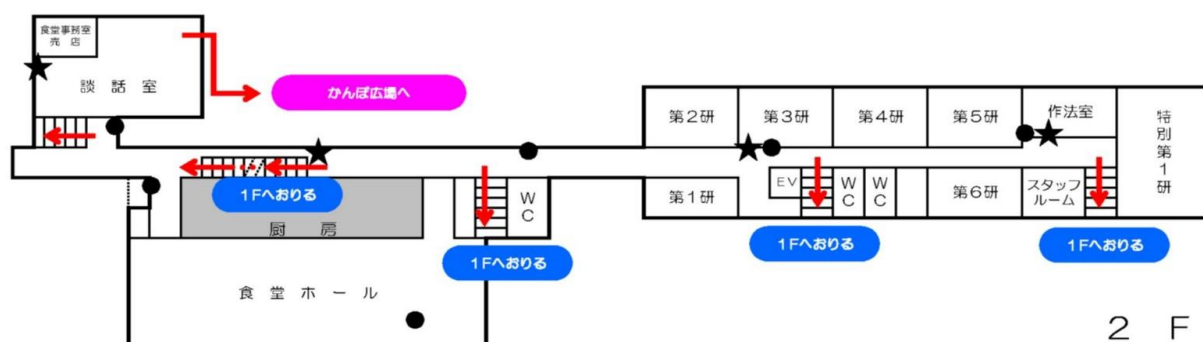 食堂事務室
売店
談話室
かんぽ広場へ
第2研
第3研
第4研
第5研
作法室
特別第1研
1Fへおりる
厨房
WC
第1研
EV
WC
WC
第6研
スタッフ
ルーム
1Fへおりる
1Fへおりる
1Fへおりる
食堂ホール
2F